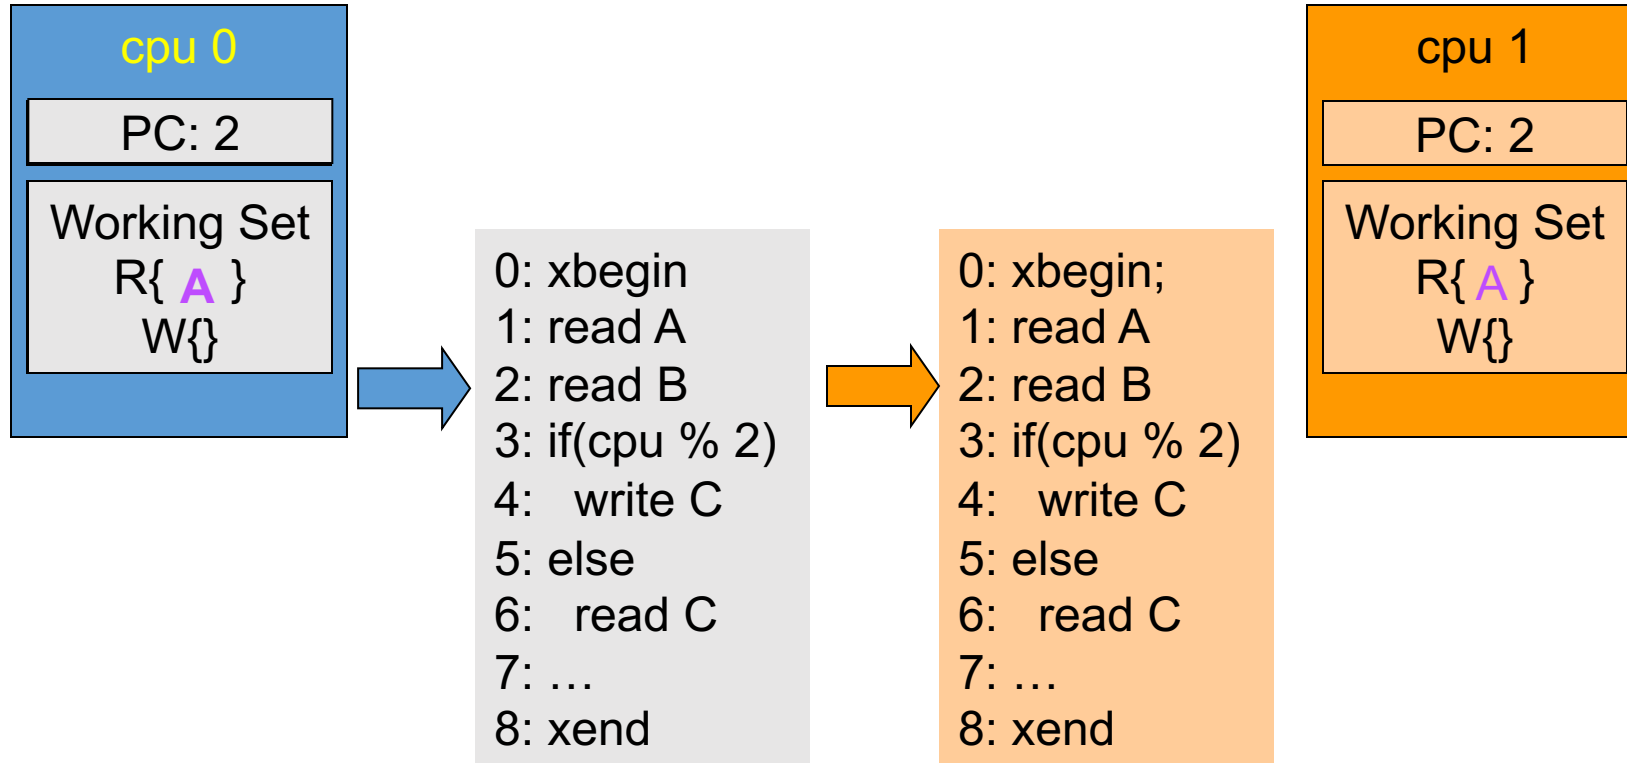 cpu 0
PC: 2
Working Set
R{ A }
W{}
0: xbegin
1: read A
2: read B
3: if(cpu % 2)
4: write C
5: else
6: read C
7: …
8: xend
0: xbegin;
1: read A
2: read B
3: if(cpu % 2)
4: write C
5: else
6: read C
7: …
8: xend
cpu 1
PC: 2
Working Set
R{ A }
W{}